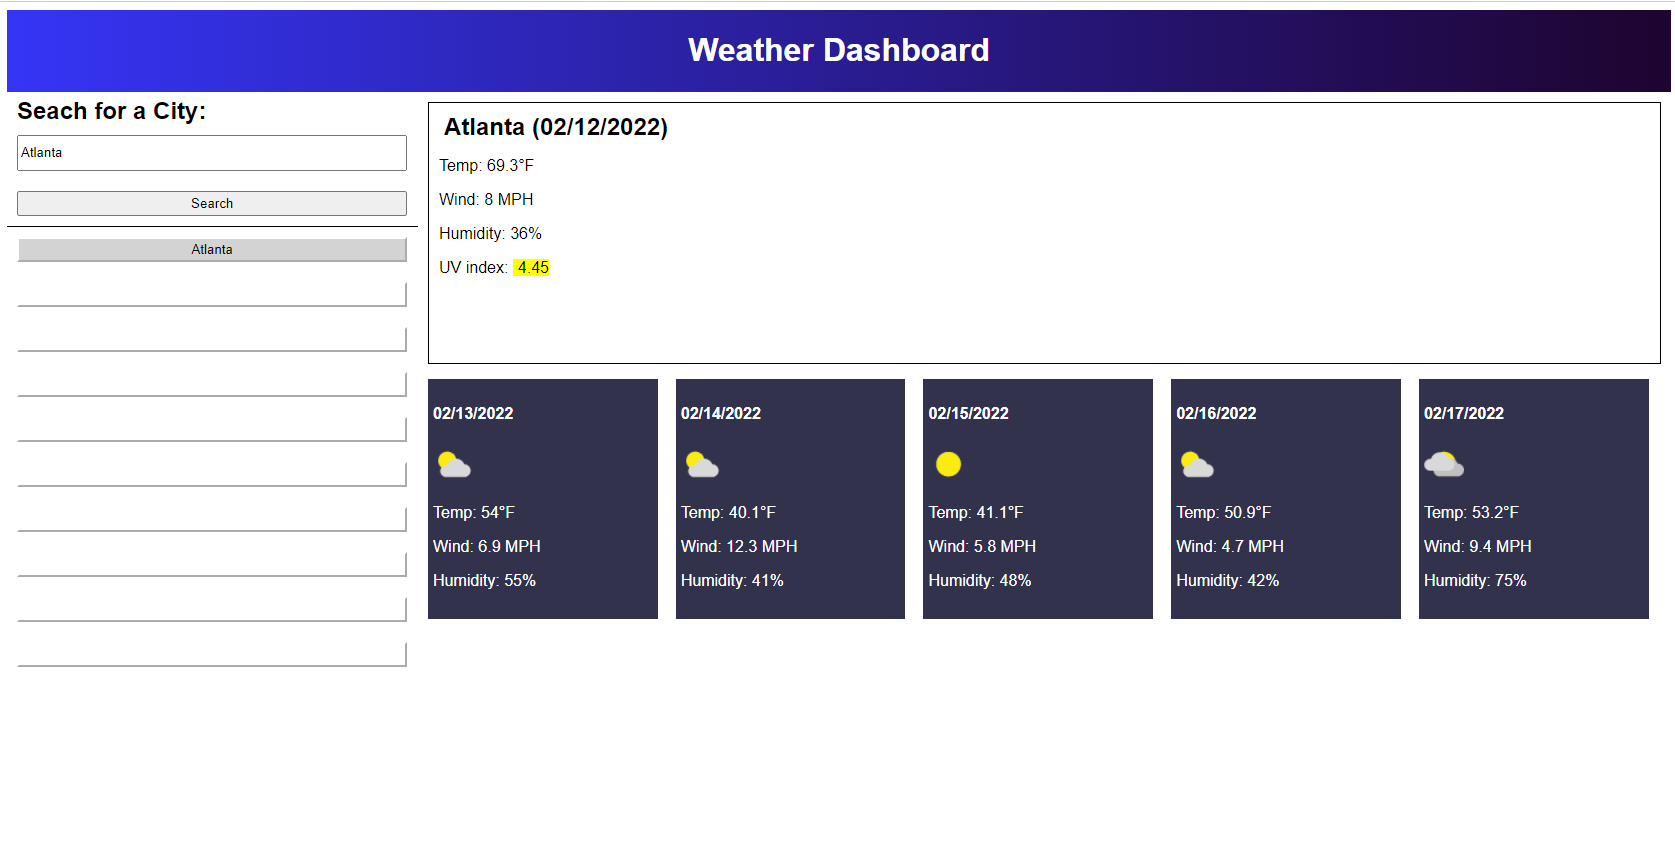 Weather Dashboard
Seach for a City:
Atlanta
Search
Atlanta
Atlanta (02/12/2022)
Temp: 69.3°F
Wind: 8 MPH
Humidity: 36%
UV index: 4.45
02/13/2022
Temp: 54°F
Wind: 6.9 MPH
Humidity: 55%
02/14/2022
Temp: 40.1°F
Wind: 12.3 MPH
Humidity: 41%
02/15/2022
Temp: 41.1°F
Wind: 5.8 MPH
Humidity: 48%
02/16/2022
Temp: 50.9°F
Wind: 4.7 MPH
Humidity: 42%
02/17/2022
Temp: 53.2°F
Wind: 9.4 MPH
Humidity: 75%